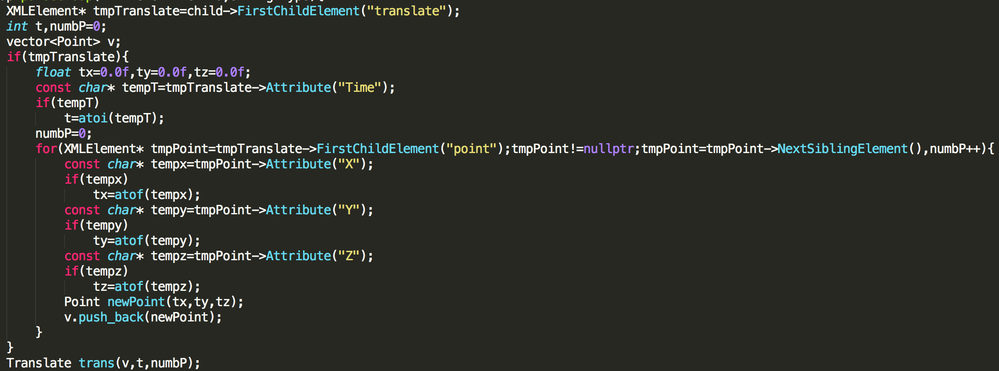 XMLElement* tmpTranslate=child->FirstChildElement("translate");
int t,numbP=0;
vector<Point> v;
if(tmpTranslate){
    float tx=0.0f,ty=0.0f,tz=0.0f;
    const char* tempT=tmpTranslate->Attribute("Time");
    if(tempT)
        t=atoi(tempT);
    numbP=0;
    for(XMLElement* tmpPoint=tmpTranslate->FirstChildElement("point");tmpPoint!=nullptr;tmpPoint=tmpPoint->NextSiblingElement(),numbP++){
        const char* tempx=tmpPoint->Attribute("X");
        if(tempx)
            tx=atof(tempx);
        const char* tempy=tmpPoint->Attribute("Y");
        if(tempy)
            ty=atof(tempy);
        const char* tempz=tmpPoint->Attribute("Z");
        if(tempz)
            tz=atof(tempz);
        Point newPoint(tx,ty,tz);
        v.push_back(newPoint);
    }
}
Translate trans(v,t,numbP);